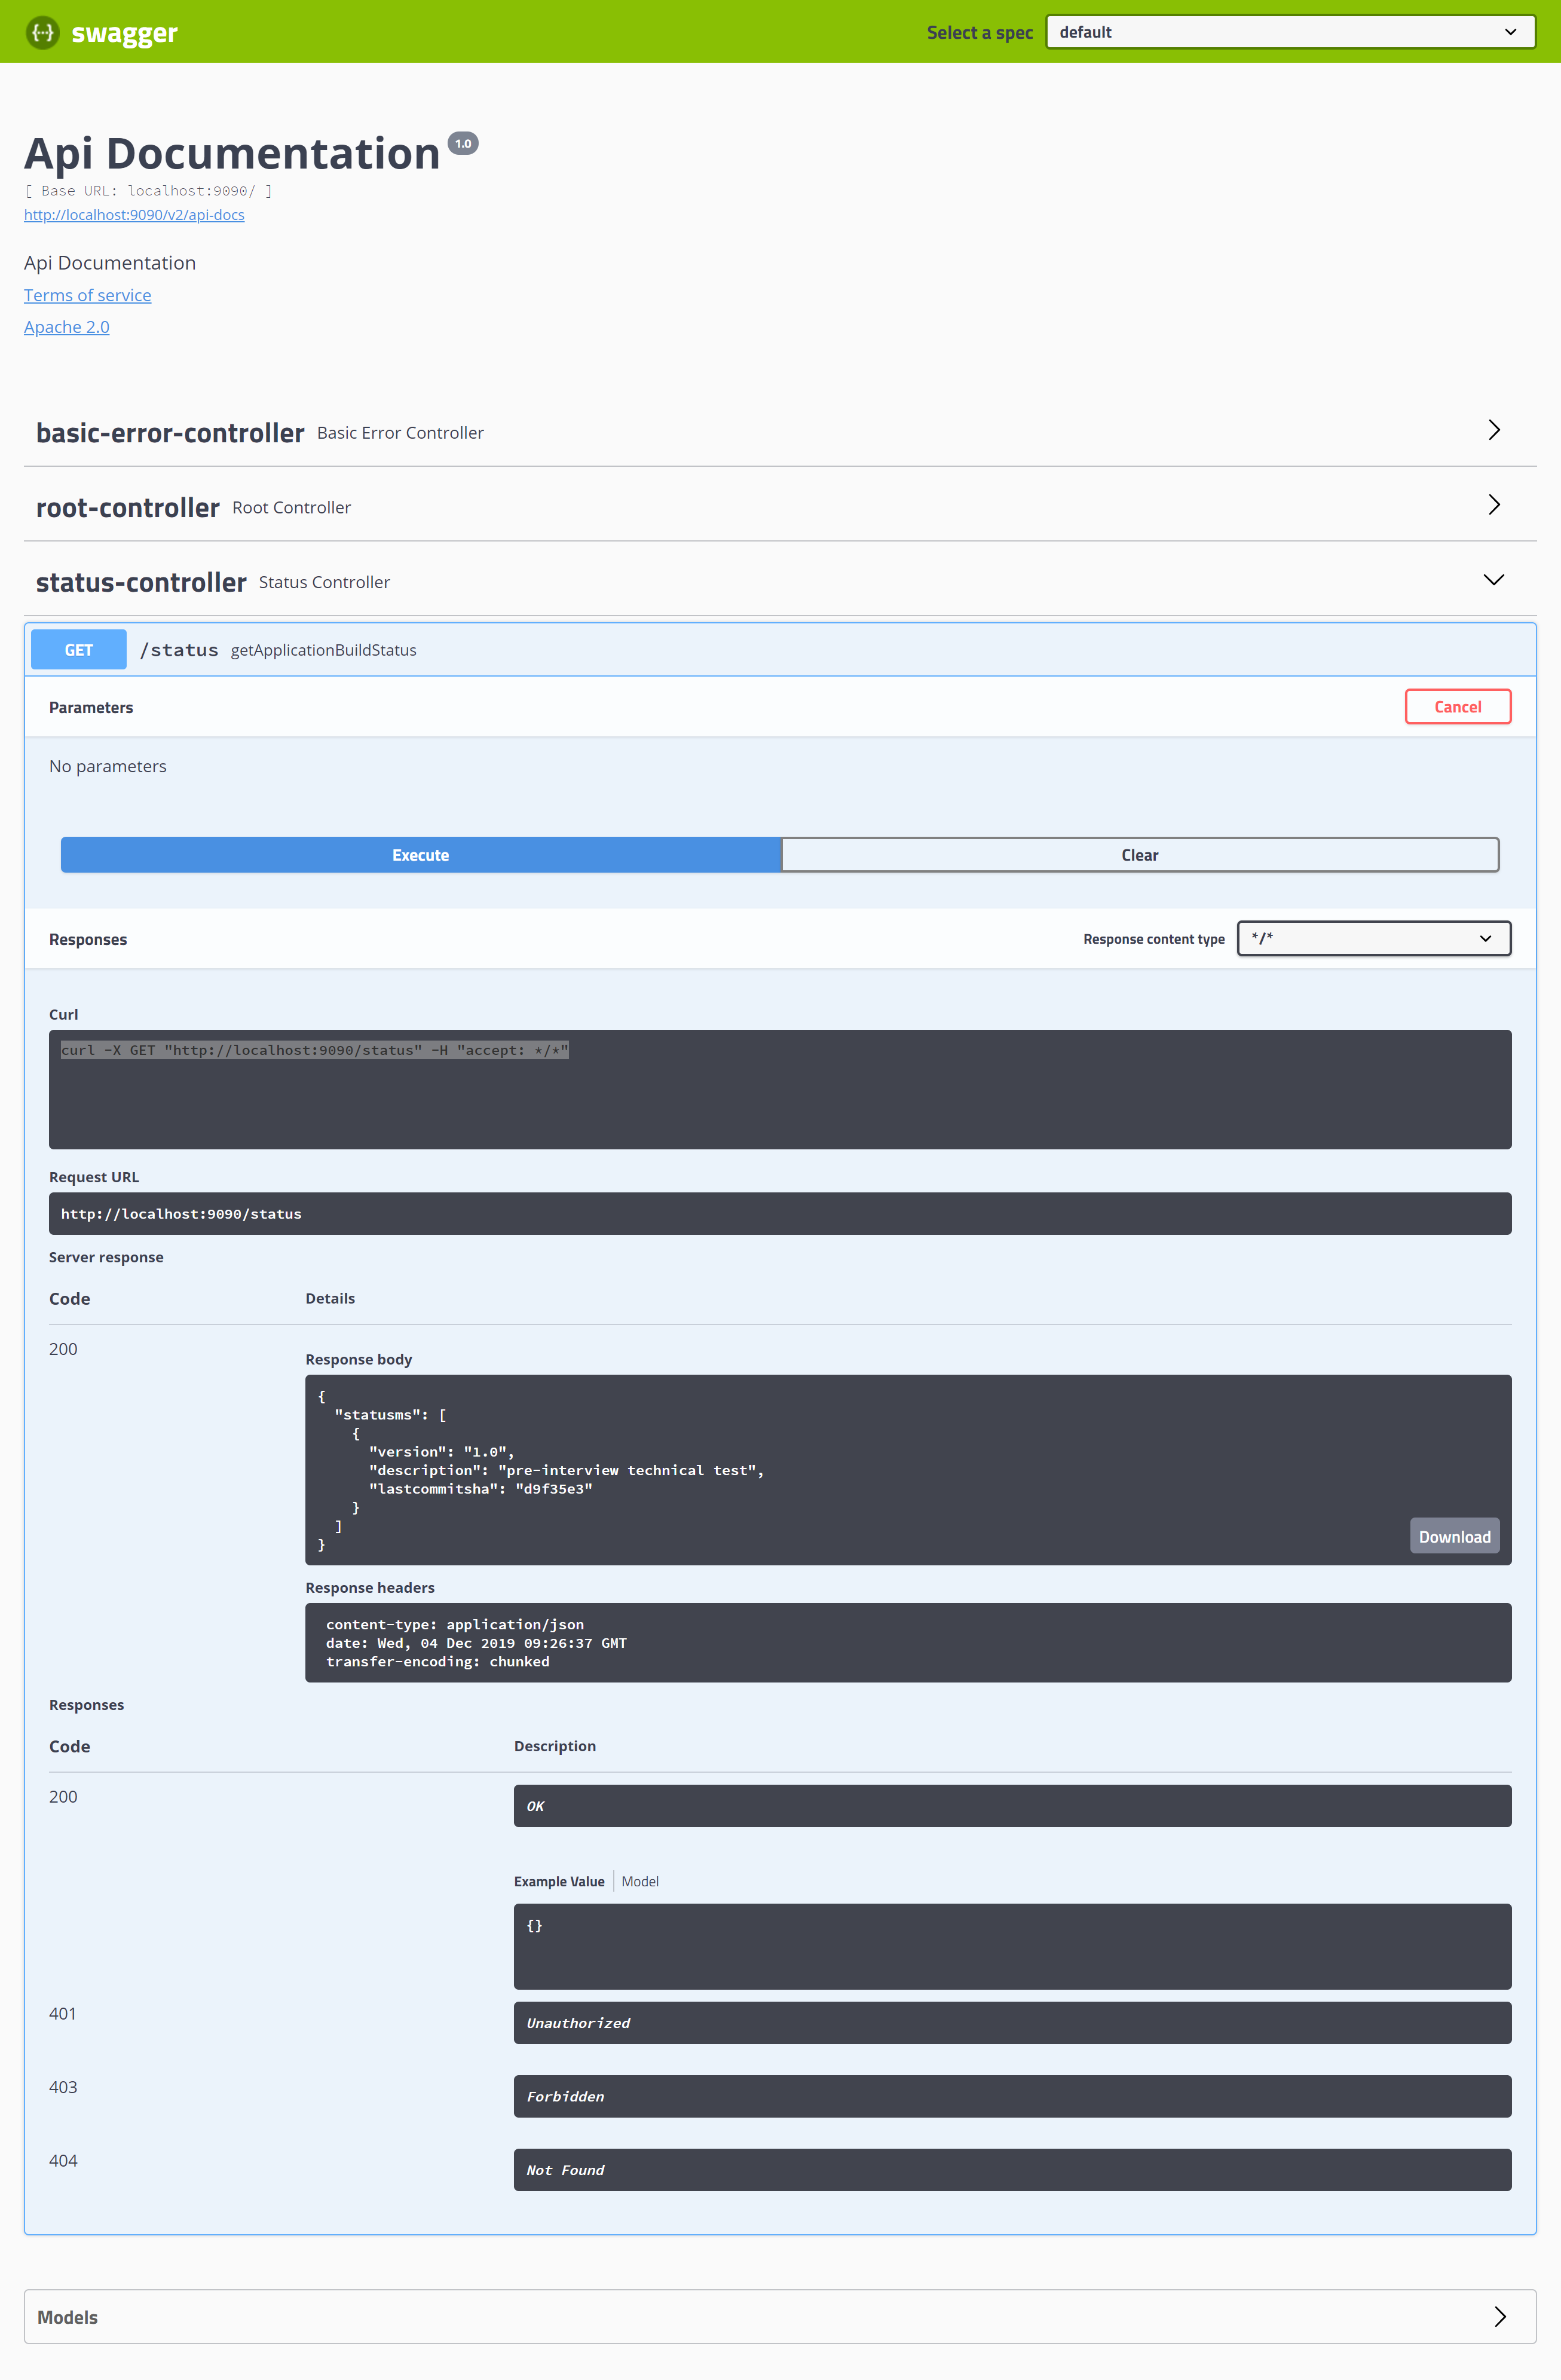 {···} swagger
Select a spec default
Api Documentation 1.0
[ Base URL: localhost:9090/ ]
http://localhost:9090/v2/api-docs
Api Documentation
Terms of service
Apache 2.0
basic-error-controller Basic Error Controller
root-controller Root Controller
status-controller Status Controller
GET /status getApplicationBuildStatus
Parameters Cancel
No parameters
Execute Clear
Responses Response content type */*
Curl
curl -X GET "http://localhost:9090/status" -H "accept: */*"
Request URL
http://localhost:9090/status
Server response
Code Details
200
Response body
{
  "statusms": [
    {
      "version": "1.0",
      "description": "pre-interview technical test",
      "lastcommitsha": "d9f35e3"
    }
  ]
}
Download
Response headers
content-type: application/json
date: Wed, 04 Dec 2019 09:26:37 GMT
transfer-encoding: chunked
Responses
Code Description
200 OK
Example Value Model
{}
401 Unauthorized
403 Forbidden
404 Not Found
Models